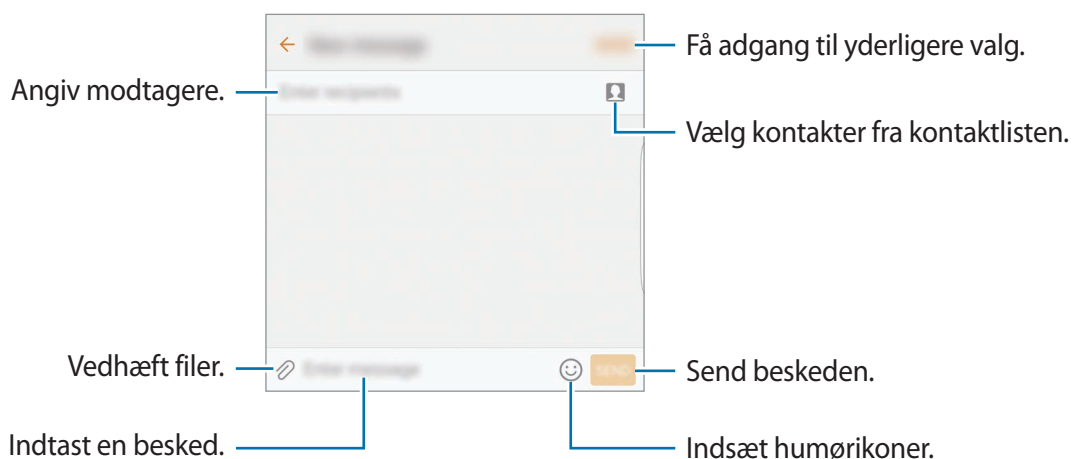 Få adgang til yderligere valg.
Angiv modtagere.
Vælg kontakter fra kontaktlisten.
Vedhæft filer.
SEND
Send beskeden.
Indtast en besked.
Indsæt humørikoner.